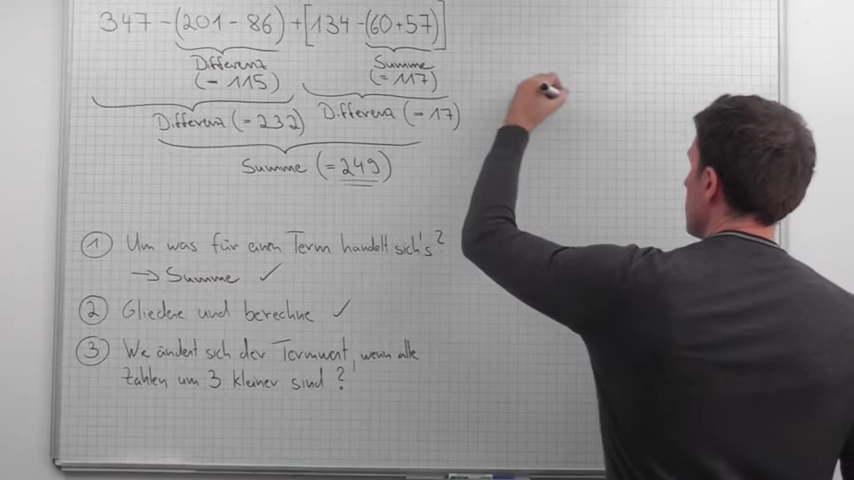 347 - (201 - 86) + [134 - (60 + 57)]
Differenz Summe
(= 115) (= 117)
Differenz (= 232) Differenz (= 17)
Summe (= 249)
① Um was für einen Term handelt sich's?
→ Summe ✓
② Gliedere und berechne ✓
③ Wie ändert sich der Termwert, wenn alle
Zahlen um 3 kleiner sind?